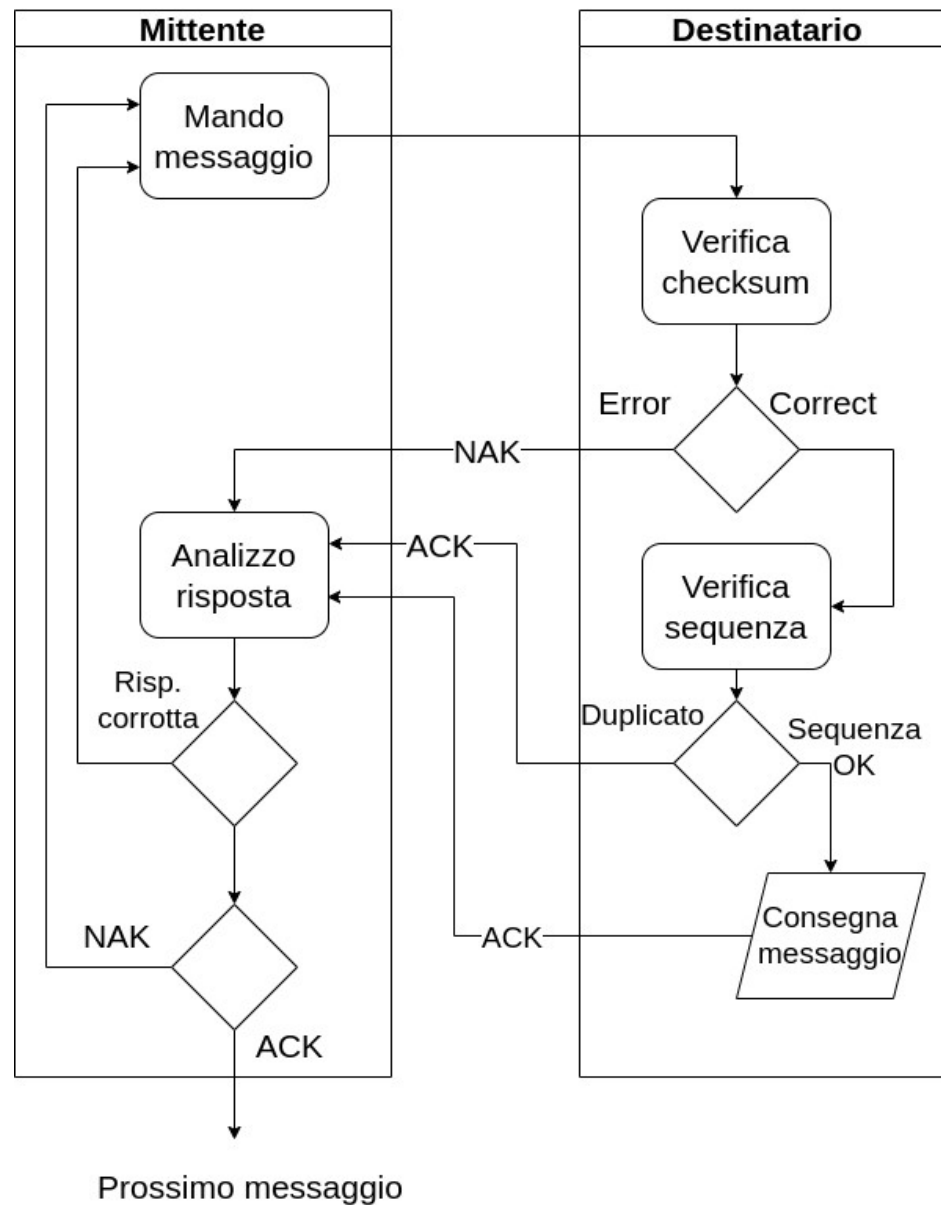 Mittente
Destinatario
Mando
messaggio
Verifica
checksum
Error
Correct
NAK
Analizzo
risposta
ACK
Verifica
sequenza
Risp.
corrotta
Duplicato
Sequenza
OK
NAK
ACK
Consegna
messaggio
ACK
Prossimo messaggio